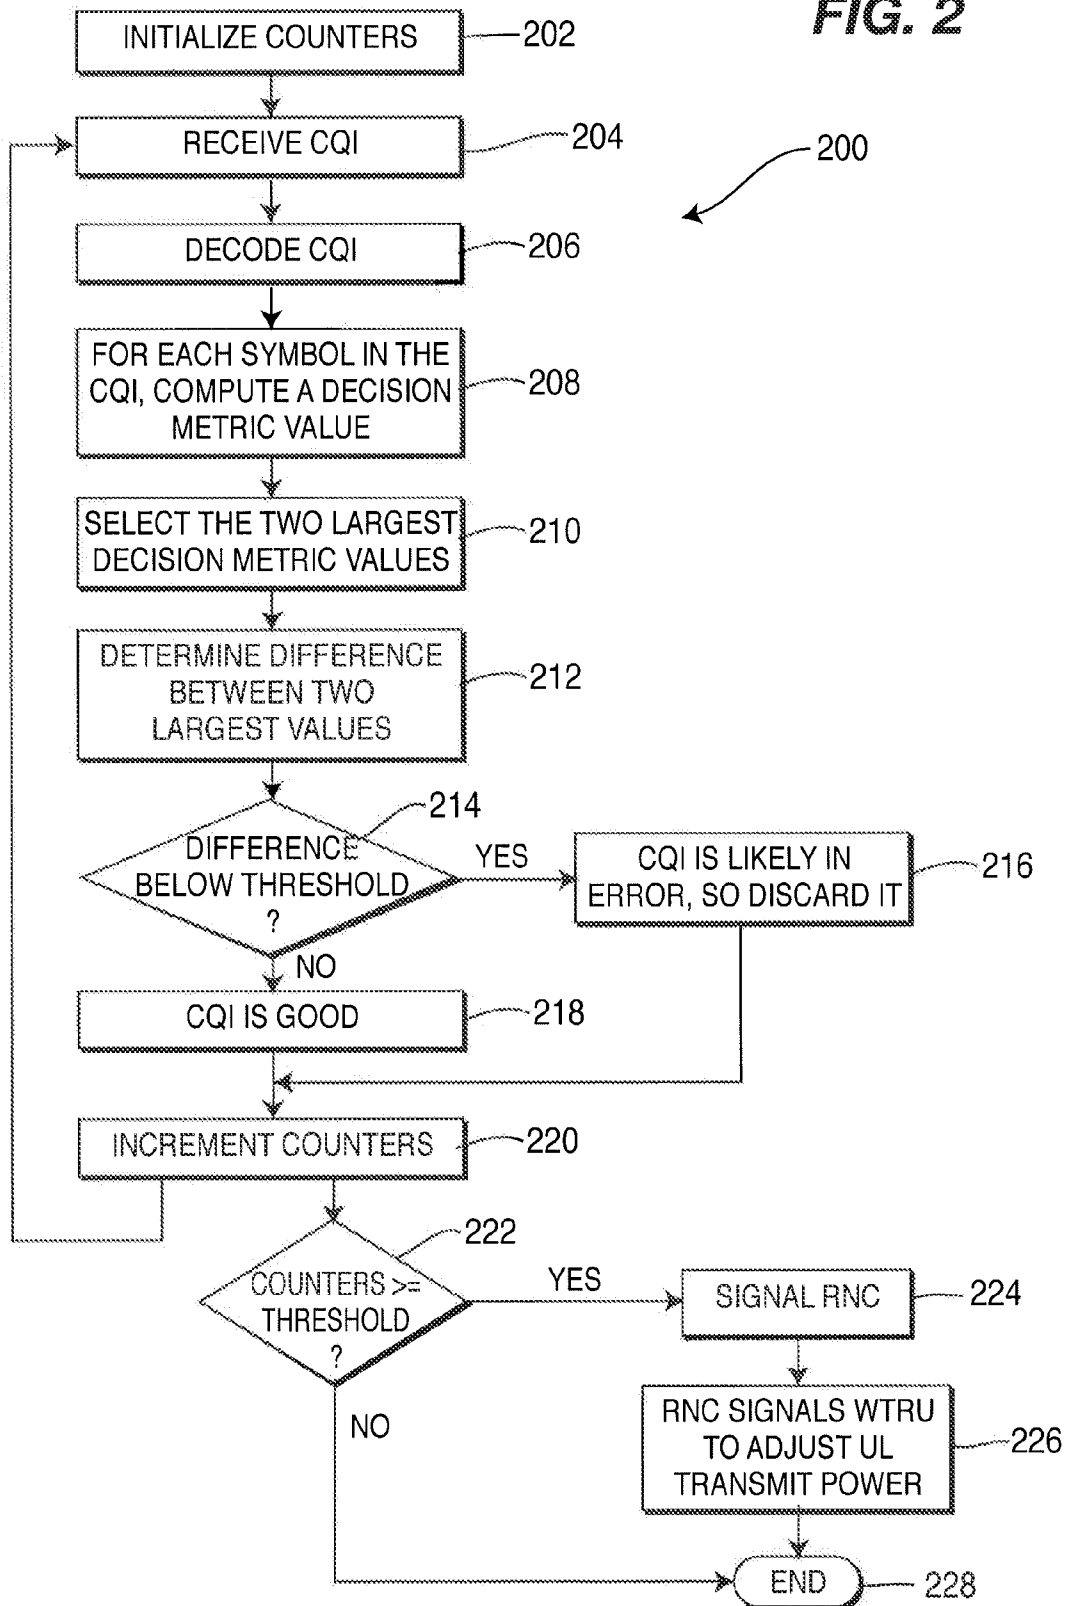 FIG. 2
INITIALIZE COUNTERS
202
RECEIVE CQI
204
200
DECODE CQI
206
FOR EACH SYMBOL IN THE
CQI, COMPUTE A DECISION
METRIC VALUE
208
SELECT THE TWO LARGEST
DECISION METRIC VALUES
210
DETERMINE DIFFERENCE
BETWEEN TWO
LARGEST VALUES
212
214
DIFFERENCE
BELOW THRESHOLD
?
YES
CQI IS LIKELY IN
ERROR, SO DISCARD IT
216
NO
CQI IS GOOD
218
INCREMENT COUNTERS
220
222
COUNTERS >=
THRESHOLD
?
YES
SIGNAL RNC
224
NO
RNC SIGNALS WTRU
TO ADJUST UL
TRANSMIT POWER
226
END
228